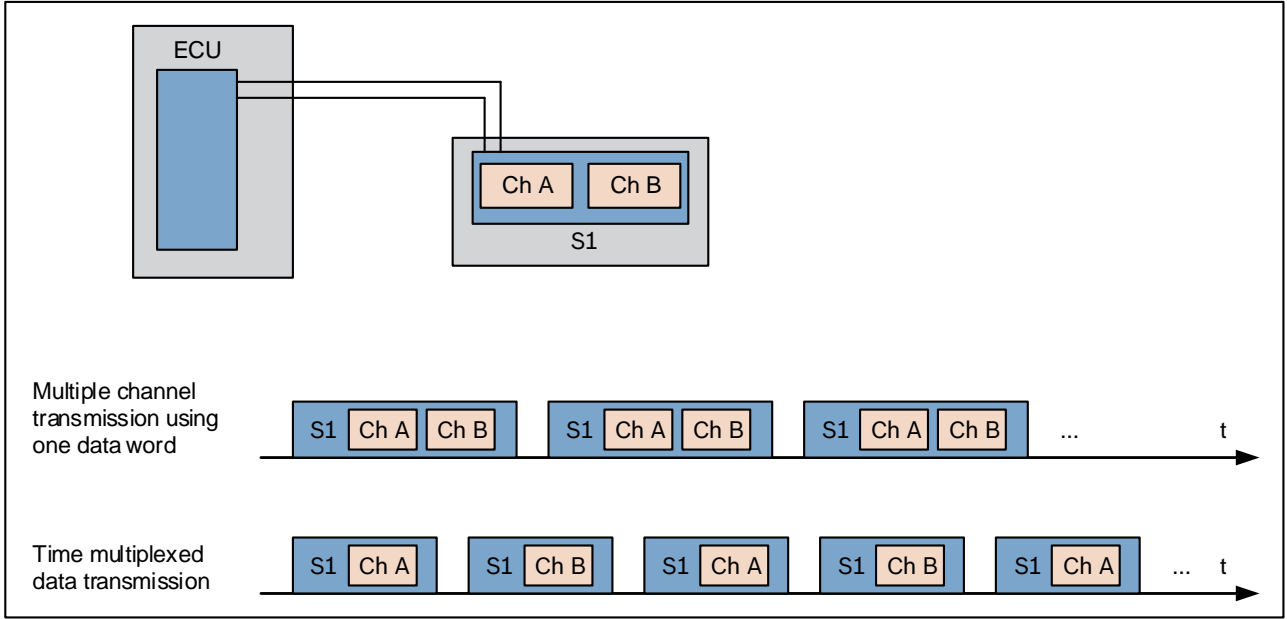 ECU
Ch A Ch B
S1
Multiple channel
transmission using
one data word
S1 Ch A Ch B S1 Ch A Ch B S1 Ch A Ch B ... t
Time multiplexed
data transmission
S1 Ch A S1 Ch B S1 Ch A S1 Ch B S1 Ch A ... t